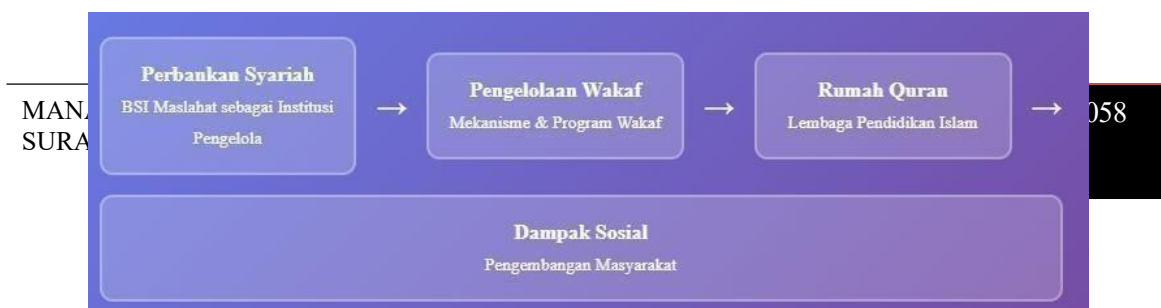 Perbankan Syariah
BSI Maslahat sebagai Institusi
Pengelola
→
Pengelolaan Wakaf
Mekanisme & Program Wakaf
→
Rumah Quran
Lembaga Pendidikan Islam
→
Dampak Sosial
Pengembangan Masyarakat